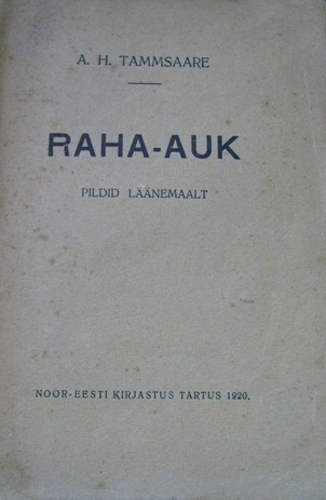 A. H. TAMMSAARE
RAHA-AUK
PILDID LÄÄNEMAALT
NOOR-EESTI KIRJASTUS TARTUS 1920.